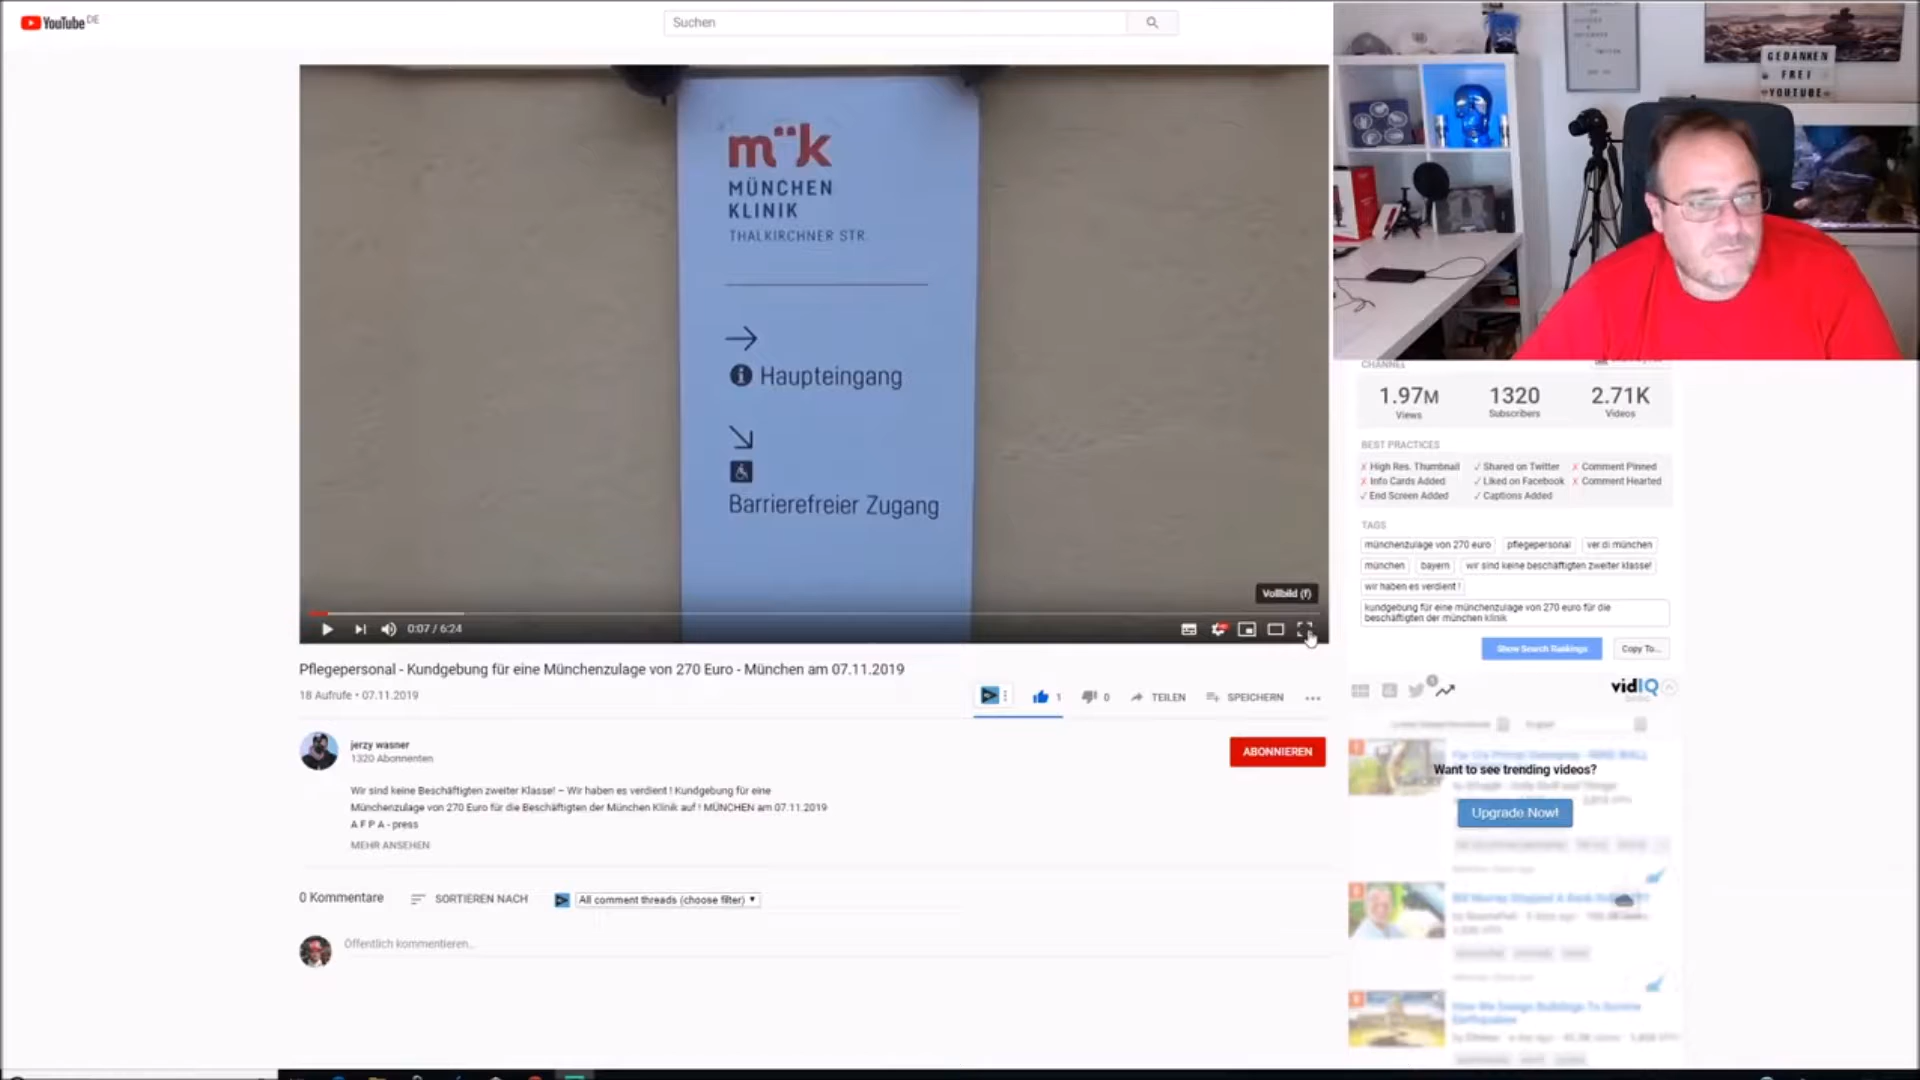 YouTube DE
Suchen
GEDANKEN
FREI
YOUTUBE
mük
MÜNCHEN
KLINIK
THALKIRCHNER STR.
Haupteingang
Barrierefreier Zugang
Vollbild (f)
0:07 / 6:24
Pflegepersonal - Kundgebung für eine Münchenzulage von 270 Euro - München am 07.11.2019
18 Aufrufe • 07.11.2019
1
0
TEILEN
SPEICHERN
jerzy wasner
1320 Abonnenten
ABONNIEREN
Wir sind keine Beschäftigten zweiter Klasse! – Wir haben es verdient ! Kundgebung für eine
Münchenzulage von 270 Euro für die Beschäftigten der München Klinik auf ! MÜNCHEN am 07.11.2019
A F P A - press
MEHR ANSEHEN
0 Kommentare
SORTIEREN NACH
All comment threads (choose filter)
Öffentlich kommentieren...
CHANNEL
1.97M 1320 2.71K
Views Subscribers Videos
BEST PRACTICES
X High Res. Thumbnail ✓ Shared on Twitter X Comment Pinned
X Info Cards Added ✓ Liked on Facebook X Comment Hearted
✓ End Screen Added ✓ Captions Added
TAGS
münchenzulage von 270 euro pflegepersonal ver di münchen
münchen bayern wir sind keine beschäftigten zweiter klasse!
wir haben es verdient !
kundgebung für eine münchenzulage von 270 euro für die
beschäftigten der münchen klinik
Show Search Rankings Copy To...
vidIQ
Want to see trending videos?
Upgrade Now!